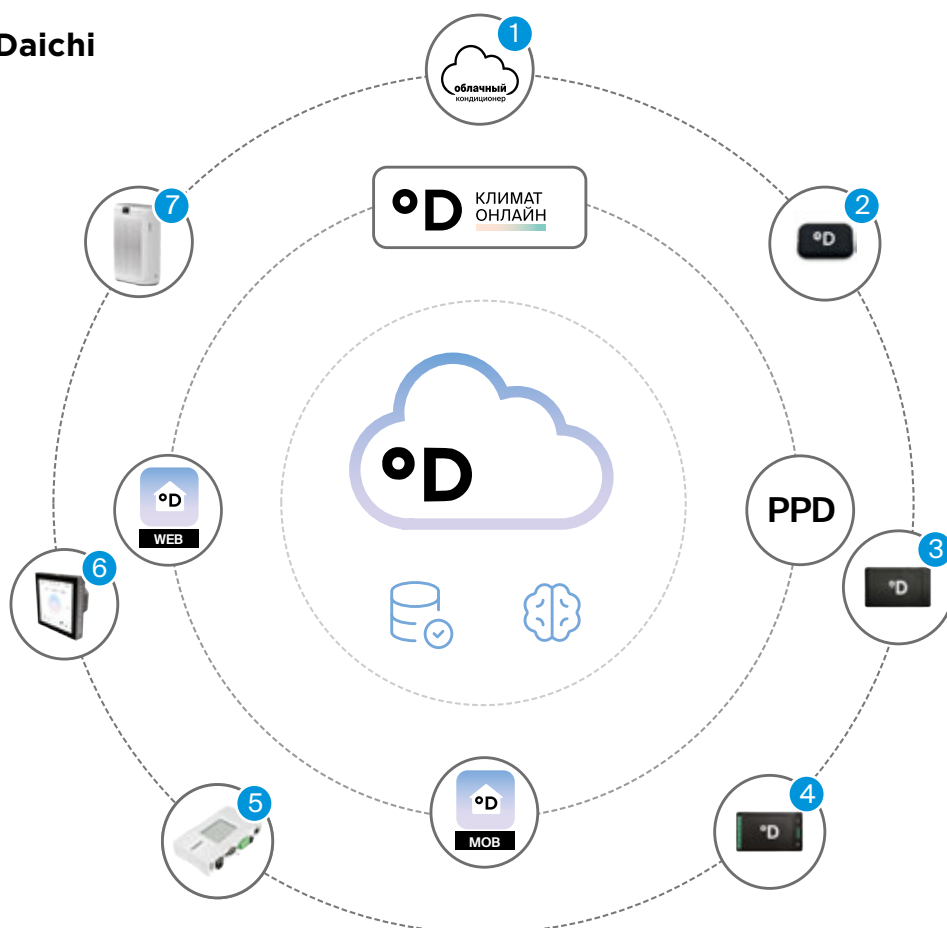 Daichi
1
облачный
кондиционер
7
°D
КЛИМАТ
ОНЛАЙН
2
°D
°D
°D
WEB
PPD
6
3
°D
5
°D
MOB
4
°D